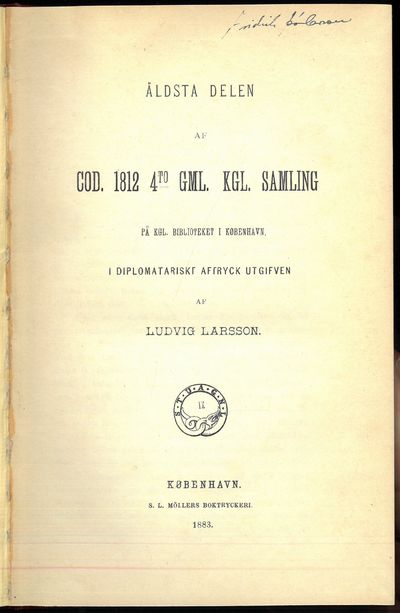 ÄLDSTA DELEN
AF
COD. 1812 4TO GML. KGL. SAMLING
PÅ KGL. BIBLIOTEKET I KØBENHAVN,
I DIPLOMATARISKT AFTRYCK UTGIFVEN
AF
LUDVIG LARSSON.
S.T.U.A.G.N.L.
IX
KØBENHAVN.
S. L. MÖLLERS BOKTRYCKERI.
1883.